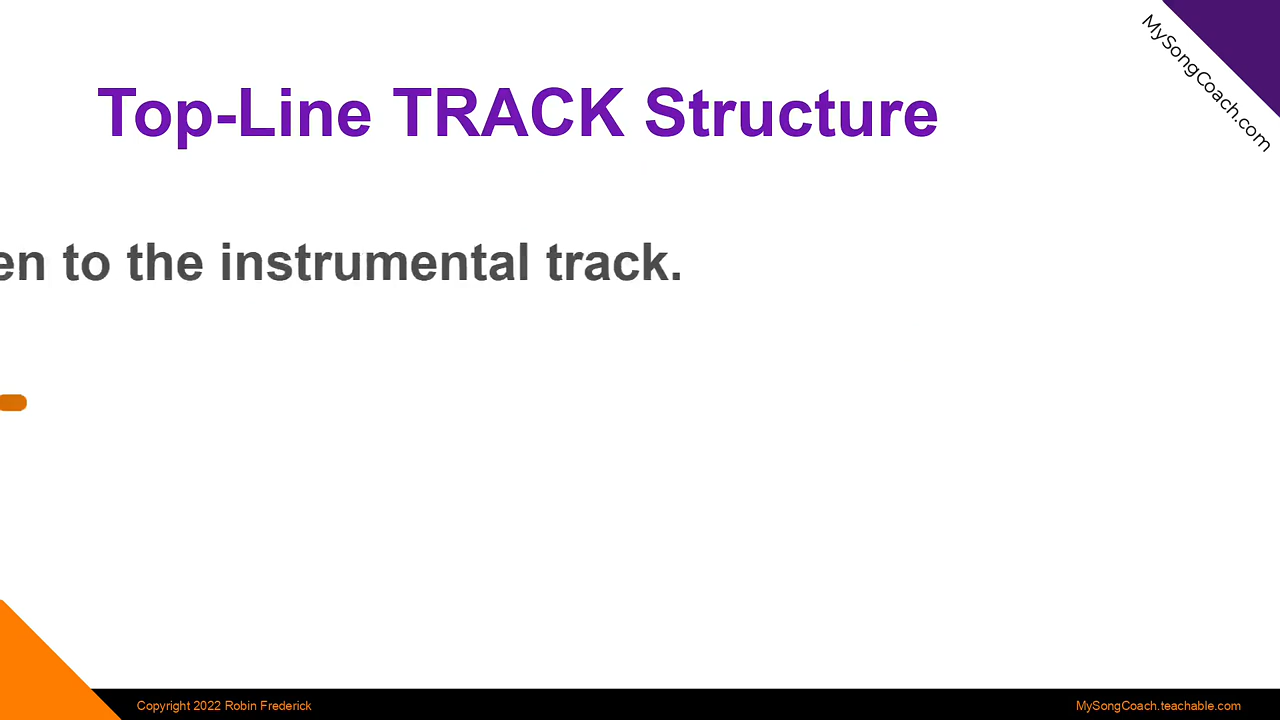 MySongCoach.com
Top-Line TRACK Structure
en to the instrumental track.
Copyright 2022 Robin Frederick
MySongCoach.teachable.com